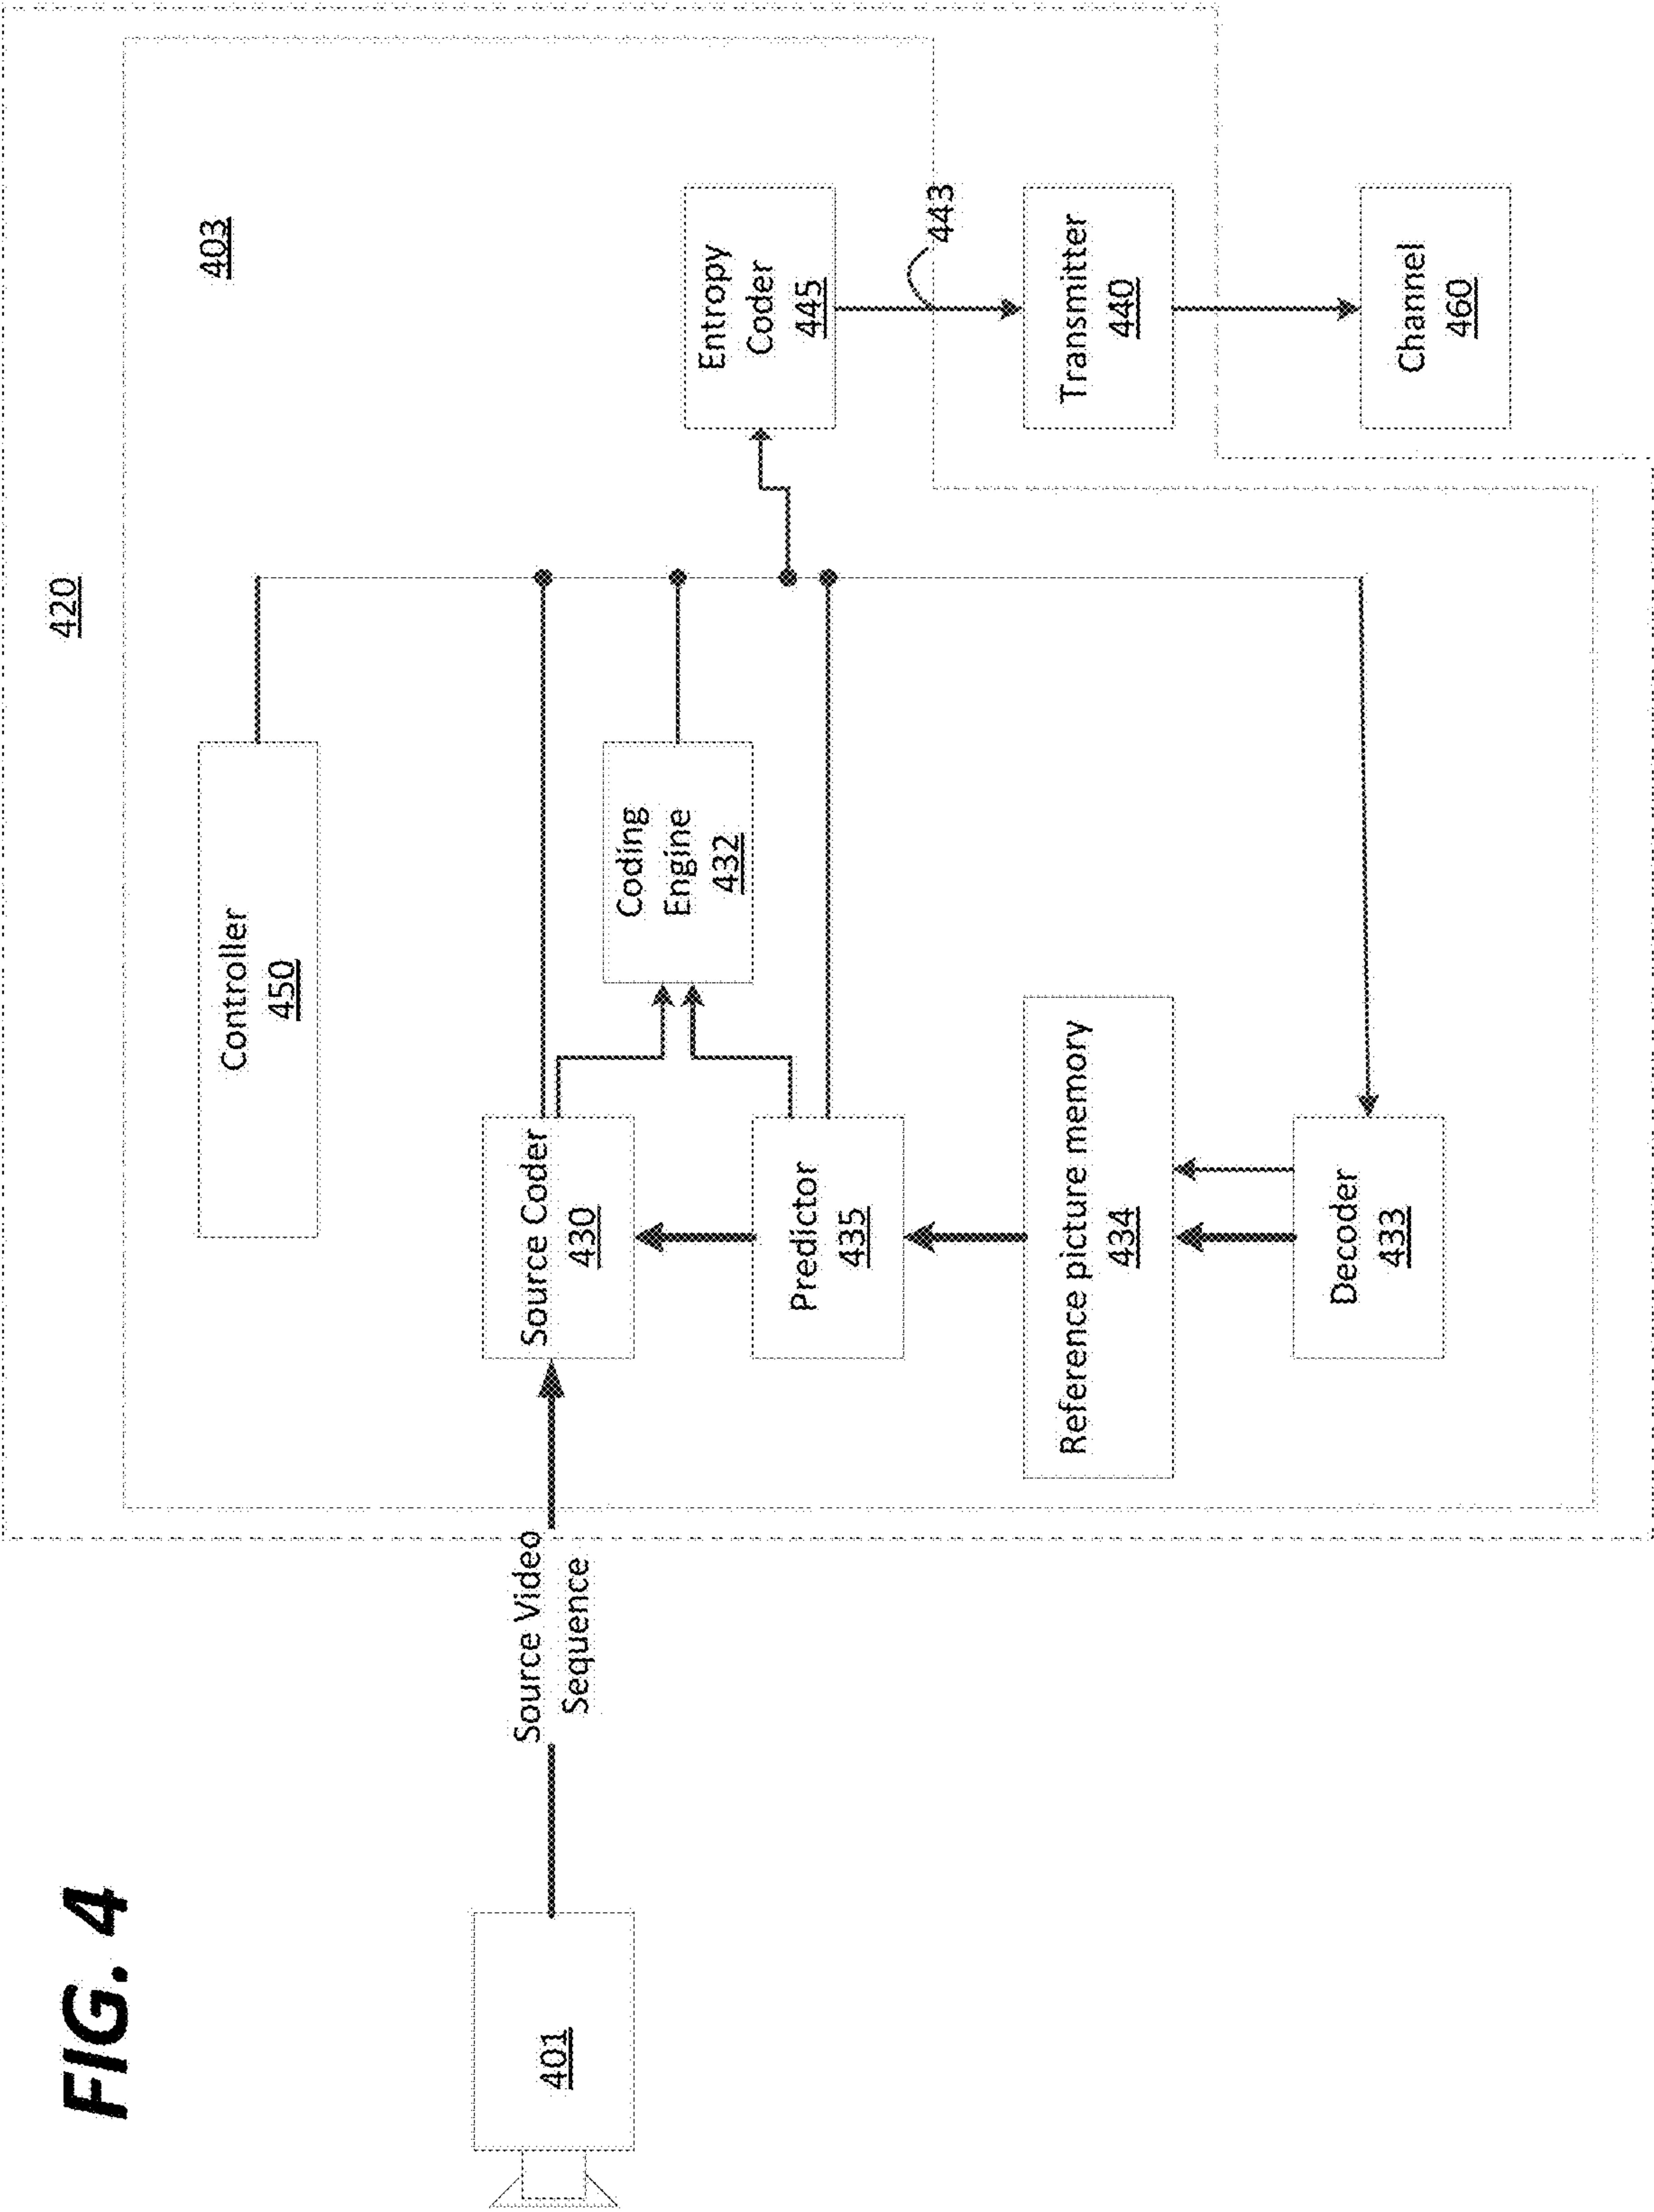 FIG. 4
420
403
Controller
450
401
Source Video
Sequence
Source Coder
430
Coding
Engine
432
Entropy
Coder
445
Predictor
435
443
Reference picture memory
434
Transmitter
440
Decoder
433
Channel
460